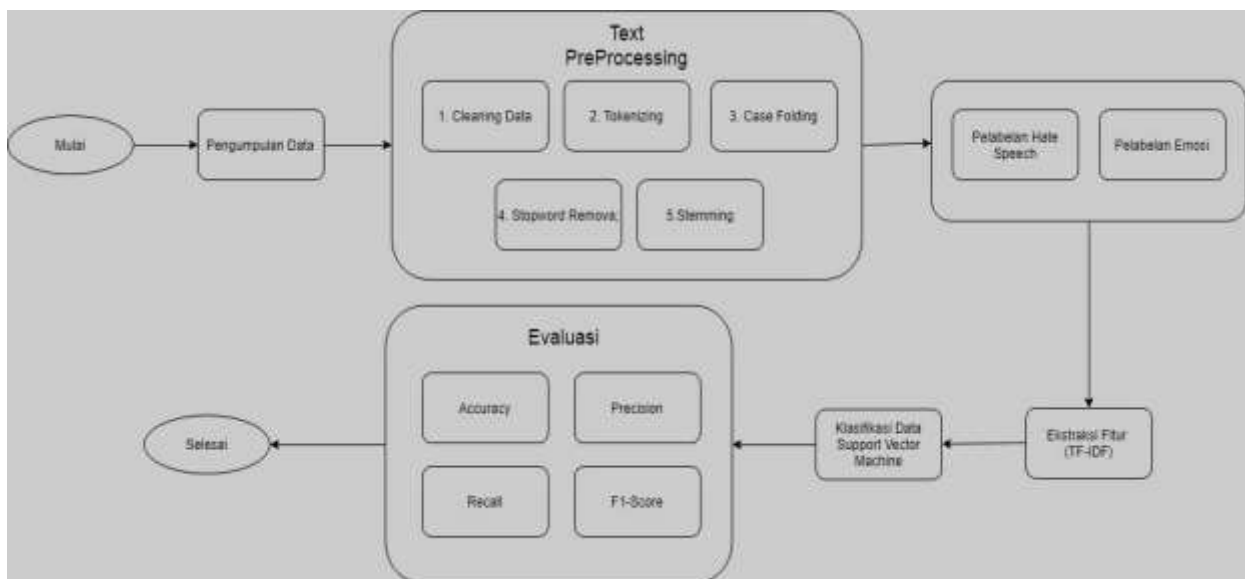 Text
PreProcessing
1. Clearing Data
2. Tokenizing
3. Case Folding
4. Stopword Remova;
5.Stemming
Mulai
Pengumpulan Data
Pelabelan Hate
Speech
Pelabelan Emosi
Evaluasi
Accuracy
Precision
Recall
F1-Score
Selesai
Klasifikasi Data
Support Vector
Machine
Ekstraksi Fitur
(TF-IDF)